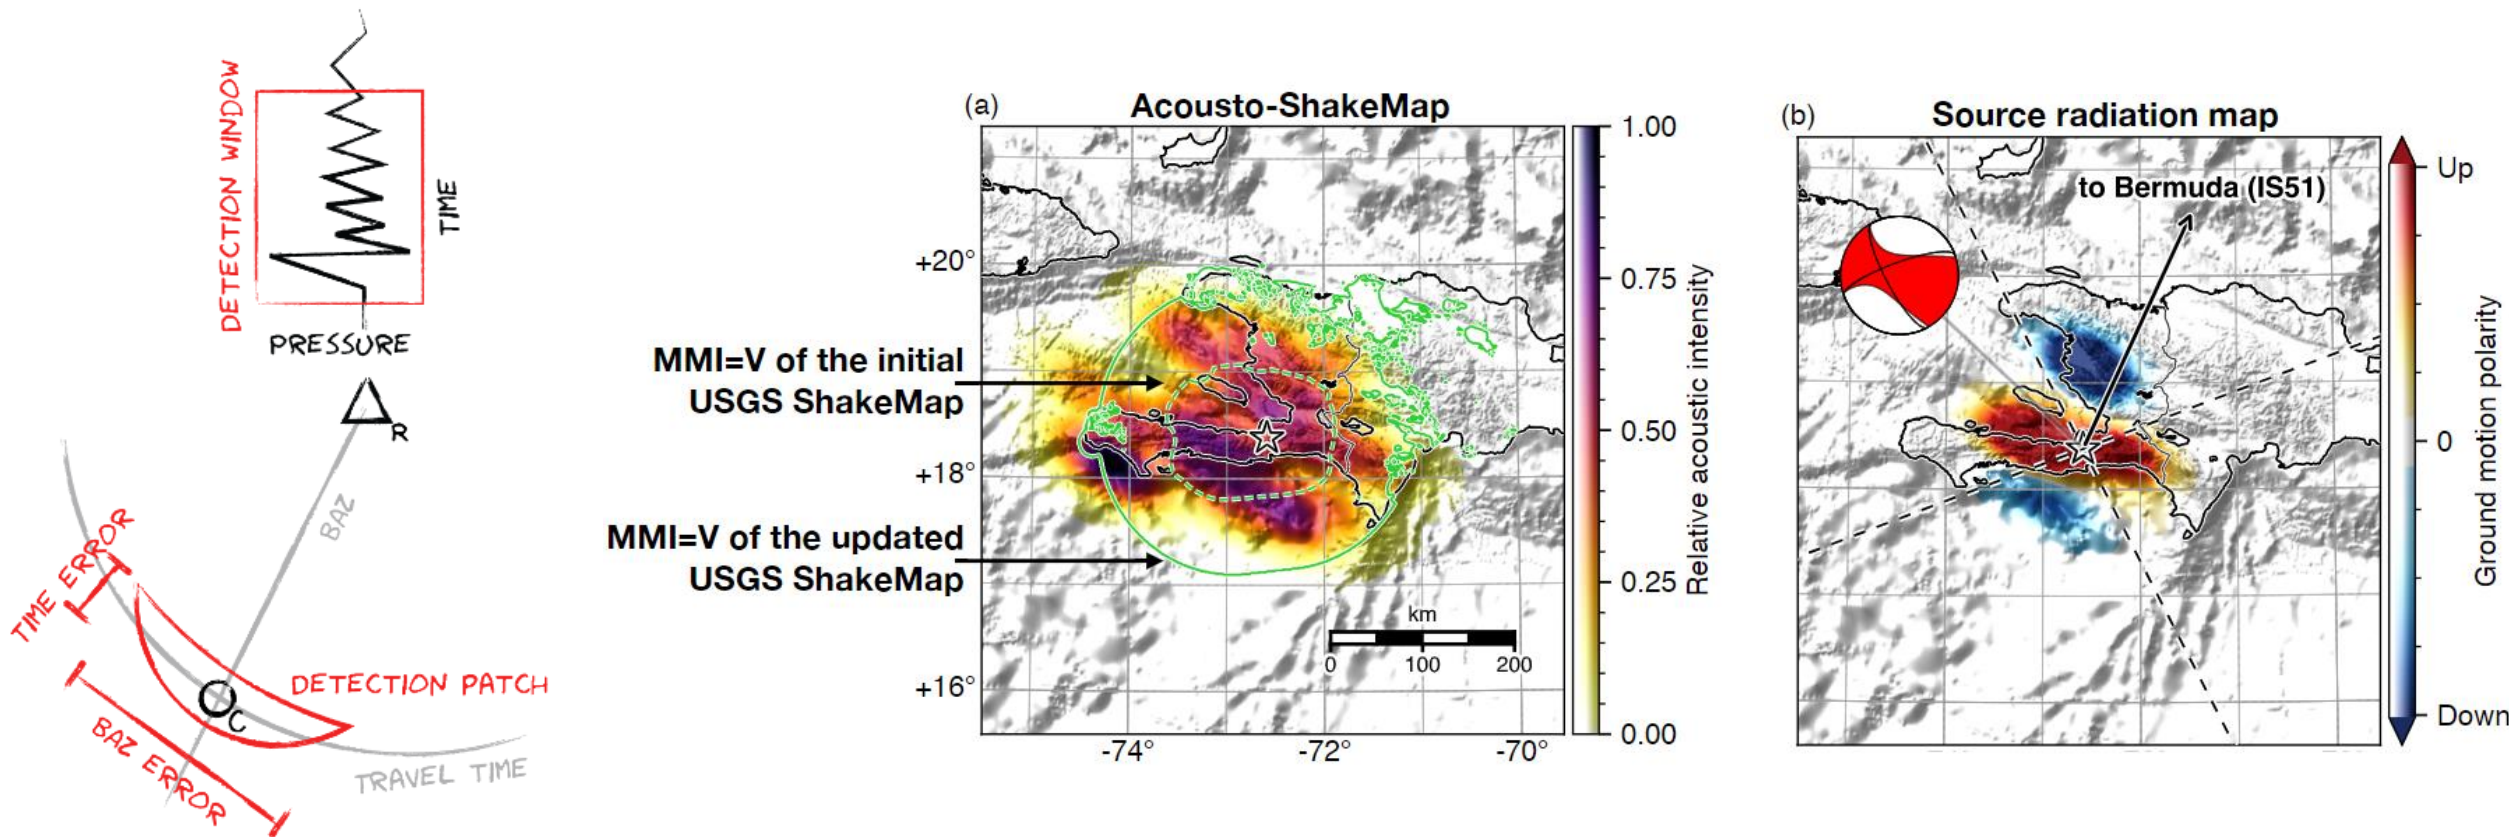 DETECTION WINDOW
TIME
PRESSURE
R
BAZ
TIME ERROR
C
DETECTION PATCH
BAZ ERROR
TRAVEL TIME
(a)
Acousto-ShakeMap
MMI=V of the initial
USGS ShakeMap
MMI=V of the updated
USGS ShakeMap
+20°
+18°
+16°
-74°
-72°
-70°
km
0
100
200
1.00
0.75
0.50
0.25
0.00
Relative acoustic intensity
(b)
Source radiation map
to Bermuda (IS51)
Up
0
Down
Ground motion polarity